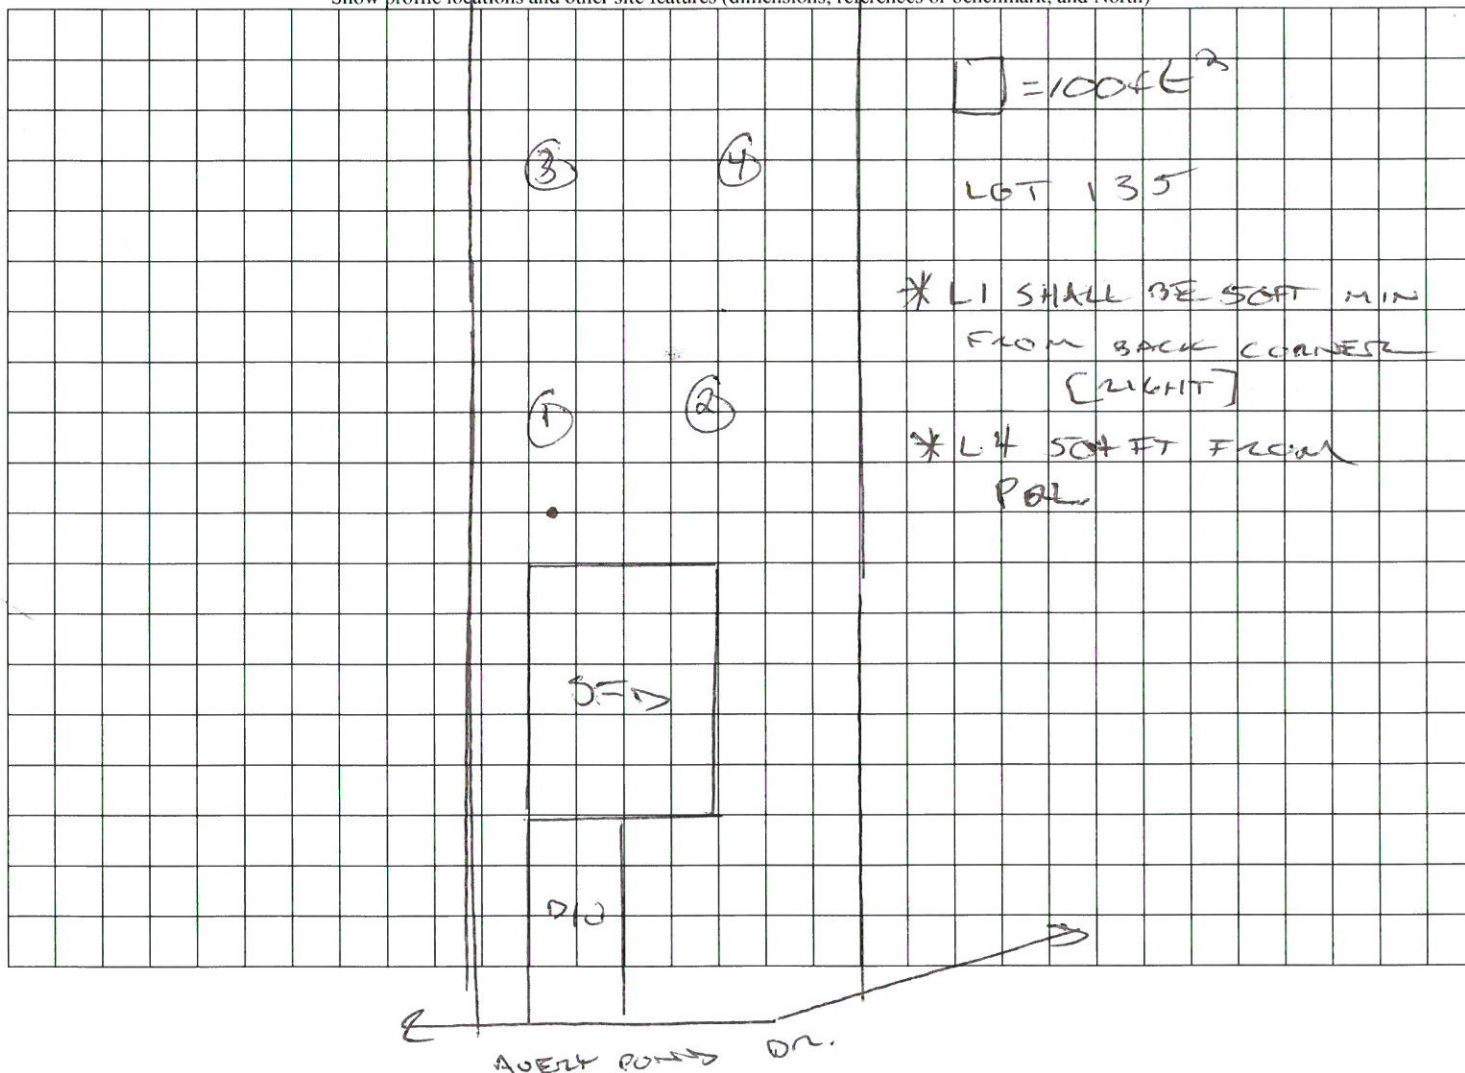 Show profile locations and other site features (dimensions, references or benchmark, and North)
= 100 ft²
LOT 135
* L1 SHALL BE 50FT MIN
FROM BACK CORNER
[RIGHT]
* L4 50+ FT FROM
③ ④
① ②
SFD
D/W
AVERY POND DR.